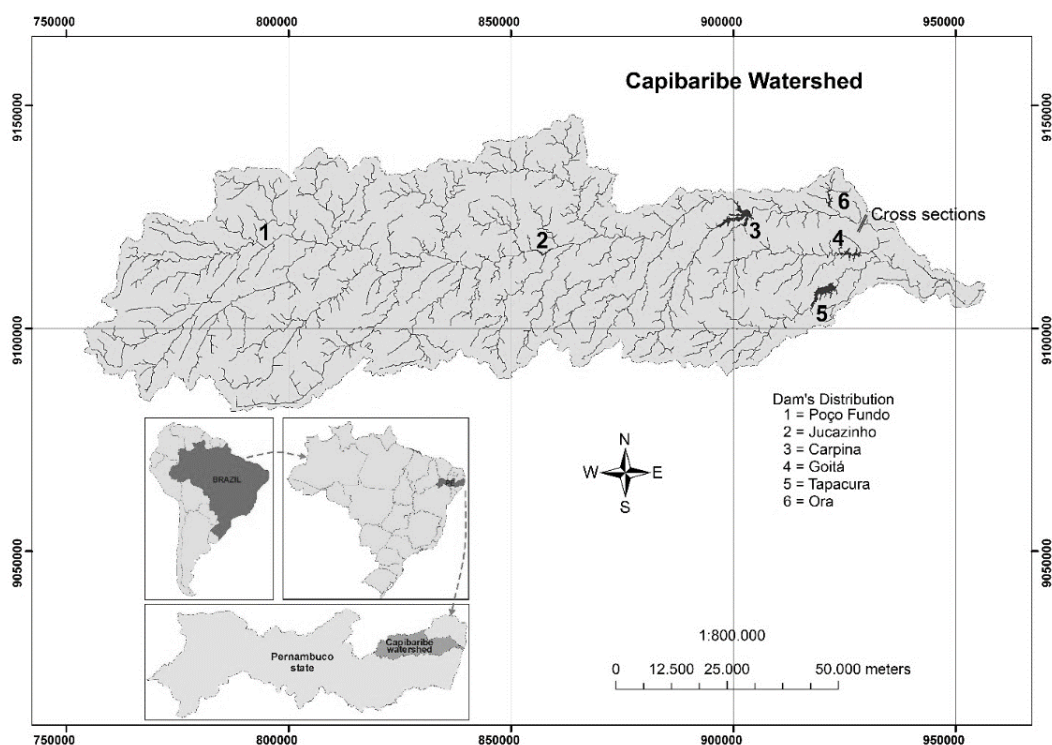 750000 800000 850000 900000 950000
Capibaribe Watershed
9150000 9150000
6
Cross sections
1
2
3
4
5
9100000 9100000
Dam's Distribution
1 = Poço Fundo
2 = Jucazinho
3 = Carpina
4 = Goitá
5 = Tapacura
6 = Ora
N
W E
S
BRAZIL
9050000 9050000
Capibaribe
watershed
Pernambuco
state
1:800.000
0 12.500 25.000 50.000 meters
750000 800000 850000 900000 950000